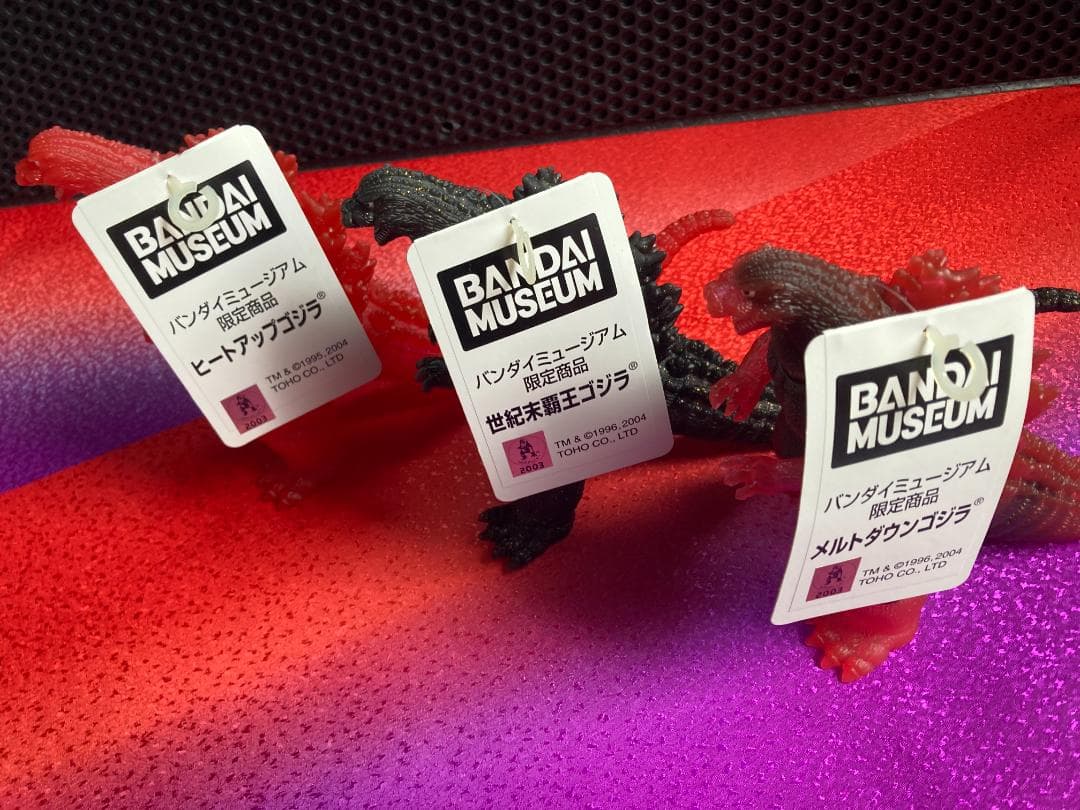 BANDAI
MUSEUM
バンダイミュージアム
限定商品
ヒートアップゴジラ®
TM & ©1995,2004
TOHO CO., LTD
2003
BANDAI
MUSEUM
バンダイミュージアム
限定商品
世紀末覇王ゴジラ®
TM & ©1996,2004
TOHO CO., LTD
2003
BANDAI
MUSEUM
バンダイミュージアム
限定商品
メルトダウンゴジラ®
TM & ©1996,2004
TOHO CO., LTD
2003